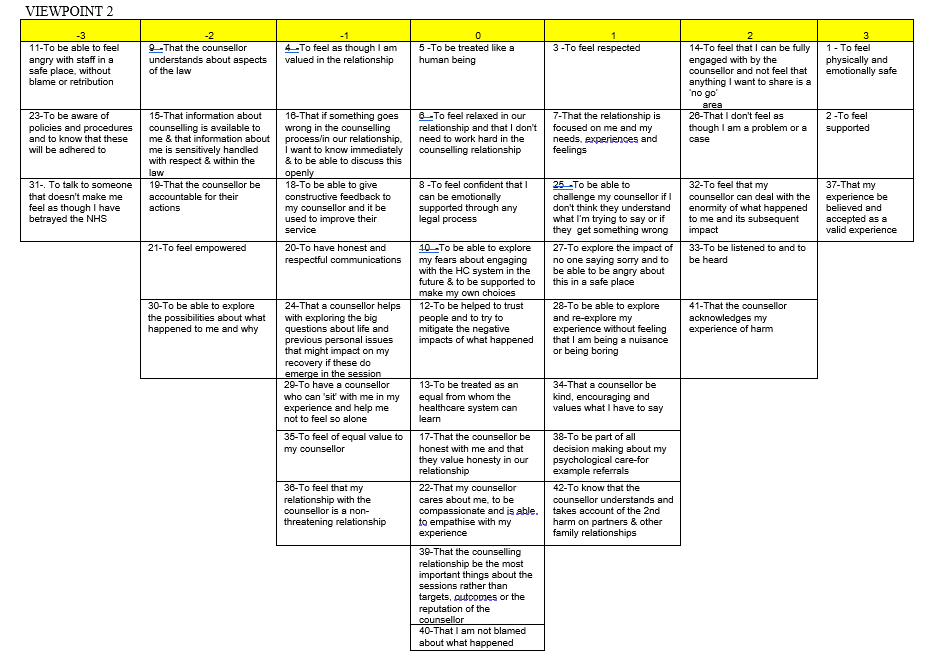 VIEWPOINT 2
-3
-2
-1
0
1
2
3
11-To be able to feel
angry with staff in a
safe place, without
blame or retribution
9 -That the counsellor
understands about aspects
of the law
4 -To feel as though I am
valued in the relationship
5 -To be treated like a
human being
3 -To feel respected
14-To feel that I can be fully
engaged with by the
counsellor and not feel that
anything I want to share is a
'no go'
area
1 - To feel
physically and
emotionally safe
23-To be aware of
policies and procedures
and to know that these
will be adhered to
15-That information about
counselling is available to
me & that information about
me is sensitively handled
with respect & within the
law
16-That if something goes
wrong in the counselling
process/in our relationship,
I want to know immediately
& to be able to discuss this
openly
6 -To feel relaxed in our
relationship and that I don't
need to work hard in the
counselling relationship
7-That the relationship is
focused on me and my
needs, experiences and
feelings
26-That I don't feel as
though I am a problem or a
case
2 -To feel
supported
31-. To talk to someone
that doesn't make me
feel as though I have
betrayed the NHS
19-That the counsellor be
accountable for their
actions
18-To be able to give
constructive feedback to
my counsellor and it be
used to improve their
service
8 -To feel confident that I
can be emotionally
supported through any
legal process
25 -To be able to
challenge my counsellor if I
don't think they understand
what I'm trying to say or if
they get something wrong
32-To feel that my
counsellor can deal with the
enormity of what happened
to me and its subsequent
impact
37-That my
experience be
believed and
accepted as a
valid experience
21-To feel empowered
20-To have honest and
respectful communications
10 -To be able to explore
my fears about engaging
with the HC system in the
future & to be supported to
make my own choices
27-To explore the impact of
no one saying sorry and to
be able to be angry about
this in a safe place
33-To be listened to and to
be heard
30-To be able to explore
the possibilities about what
happened to me and why
24-That a counsellor helps
with exploring the big
questions about life and
previous personal issues
that might impact on my
recovery if these do
emerge in the session
12-To be helped to trust
people and to try to
mitigate the negative
impacts of what happened
28-To be able to explore
and re-explore my
experience without feeling
that I am being a nuisance
or being boring
41-That the counsellor
acknowledges my
experience of harm
29-To have a counsellor
who can 'sit' with me in my
experience and help me
not to feel so alone
13-To be treated as an
equal from whom the
healthcare system can
learn
34-That a counsellor be
kind, encouraging and
values what I have to say
35-To feel of equal value to
my counsellor
17-That the counsellor be
honest with me and that
they value honesty in our
relationship
38-To be part of all
decision making about my
psychological care-for
example referrals
36-To feel that my
relationship with the
counsellor is a non-
threatening relationship
22-That my counsellor
cares about me, to be
compassionate and is able,
to empathise with my
experience
42-To know that the
counsellor understands and
takes account of the 2nd
harm on partners & other
family relationships
39-That the counselling
relationship be the most
important things about the
sessions rather than
targets, outcomes or the
reputation of the
counsellor
40-That I am not blamed
about what happened